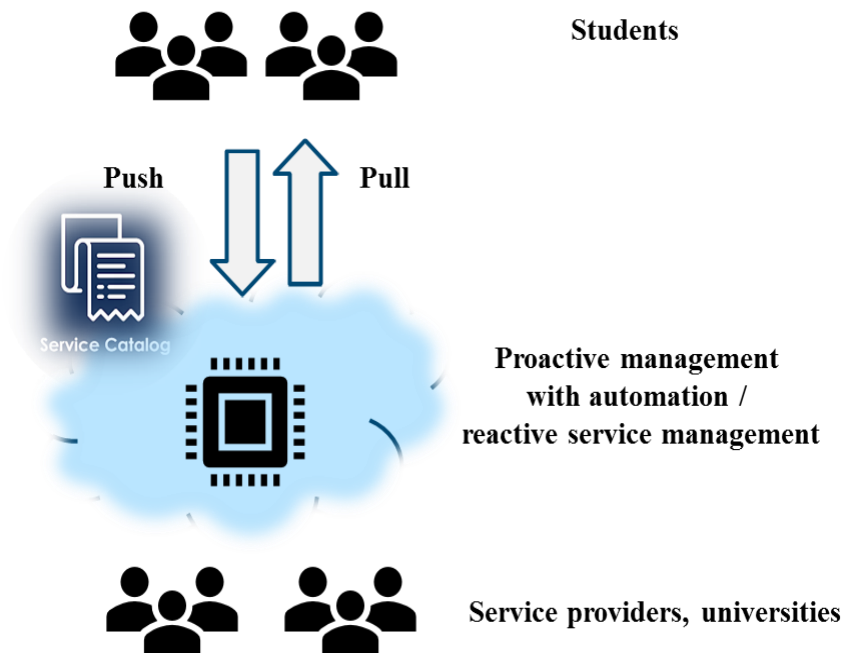 Students
Push
Pull
Service Catalog
Proactive management
with automation /
reactive service management
Service providers, universities